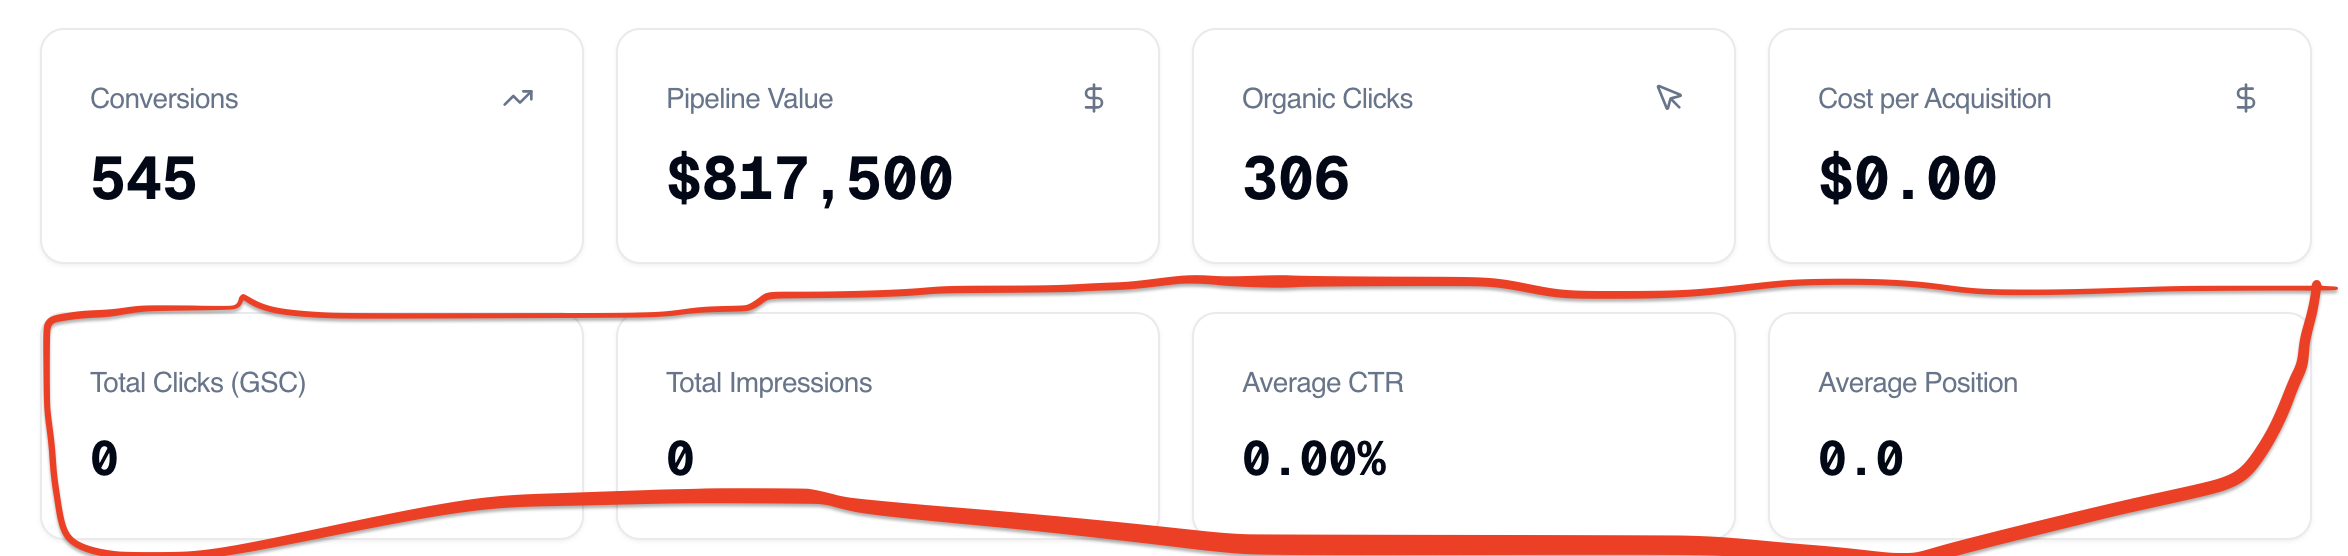 Conversions
545
Pipeline Value
$817,500
Organic Clicks
306
Cost per Acquisition
$0.00
Total Clicks (GSC)
0
Total Impressions
0
Average CTR
0.00%
Average Position
0.0